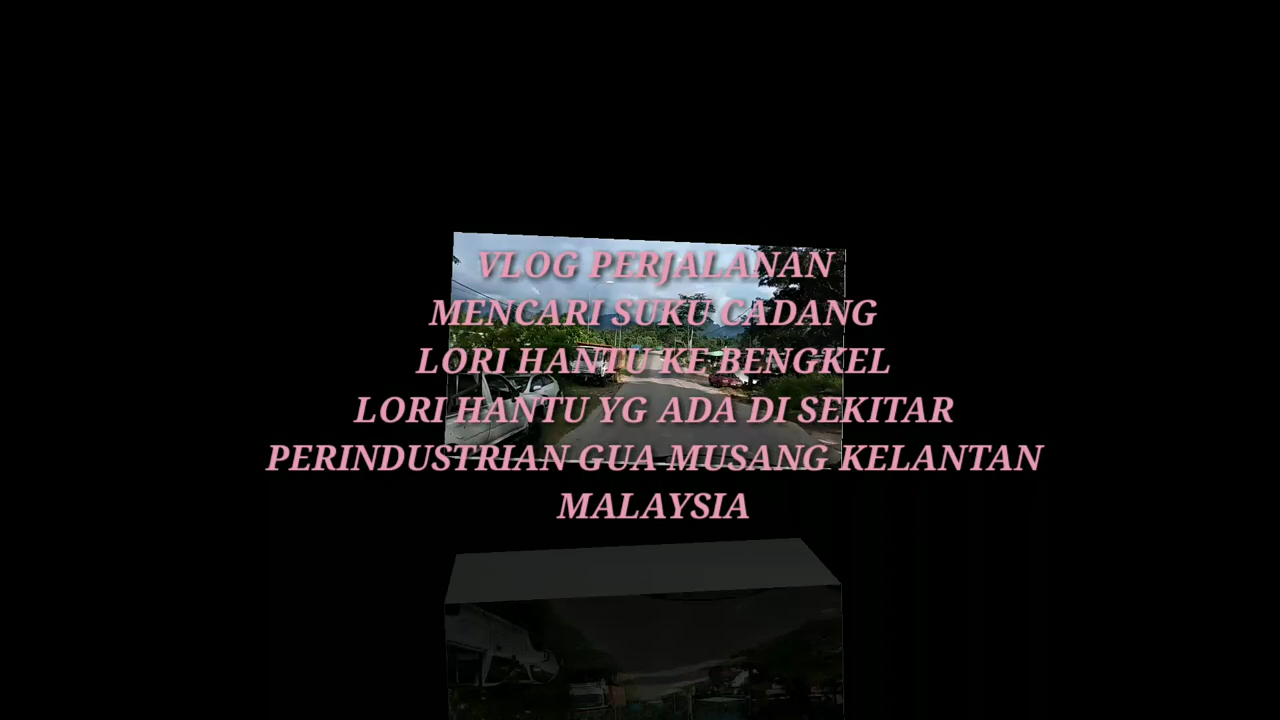 VLOG PERJALANAN
MENCARI SUKU CADANG
LORI HANTU KE BENGKEL
LORI HANTU YG ADA DI SEKITAR
PERINDUSTRIAN GUA MUSANG KELANTAN
MALAYSIA